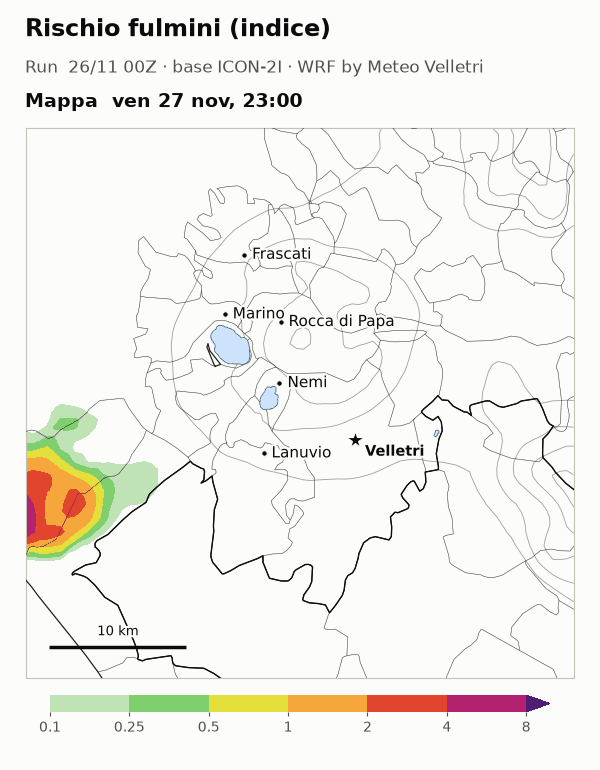 Rischio fulmini (indice)
Run  26/11 00Z · base ICON-2I · WRF by Meteo Velletri
Mappa  ven 27 nov, 23:00
Frascati
Marino
Rocca di Papa
Nemi
Velletri
Lanuvio
10 km
0.1 0.25 0.5 1 2 4 8